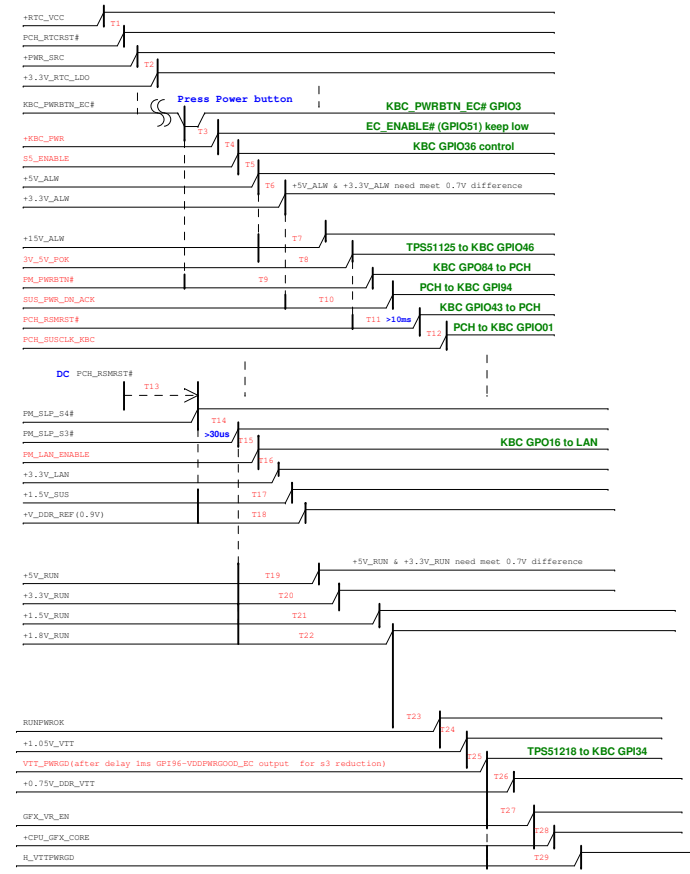 +RTC_VCC
T1
PCH_RTCRST#
+PWR_SRC
T2
+3.3V_RTC_LDO
Press Power button
KBC_PWRBTN_EC#
KBC_PWRBTN_EC# GPIO3
T3
EC_ENABLE# (GPIO51) keep low
+KBC_PWR
T4
KBC GPIO36 control
S5_ENABLE
T5
+5V_ALW
T6
+5V_ALW & +3.3V_ALW need meet 0.7V difference
+3.3V_ALW
+15V_ALW
T7
TPS51125 to KBC GPIO46
3V_5V_POK
T8
KBC GPO84 to PCH
PM_PWRBTN#
T9
PCH to KBC GPI94
SUS_PWR_DN_ACK
T10
KBC GPIO43 to PCH
PCH_RSMRST#
T11 >10ms
PCH to KBC GPIO01
T12
PCH_SUSCLK_KBC
DC PCH_RSMRST#
T13
PM_SLP_S4#
T14
PM_SLP_S3#
>30us
T15
KBC GPO16 to LAN
PM_LAN_ENABLE
T16
+3.3V_LAN
+1.5V_SUS
T17
+V_DDR_REF(0.9V)
T18
+5V_RUN & +3.3V_RUN need meet 0.7V difference
+5V_RUN
T19
+3.3V_RUN
T20
+1.5V_RUN
T21
+1.8V_RUN
T22
RUNPWROK
T23
T24
+1.05V_VTT
TPS51218 to KBC GPI34
T25
VTT_PWRGD(after delay 1ms GPI96-VDDPWRGOOD_EC output for s3 reduction)
T26
+0.75V_DDR_VTT
T27
GFX_VR_EN
T28
+CPU_GFX_CORE
H_VTTPWRGD
T29